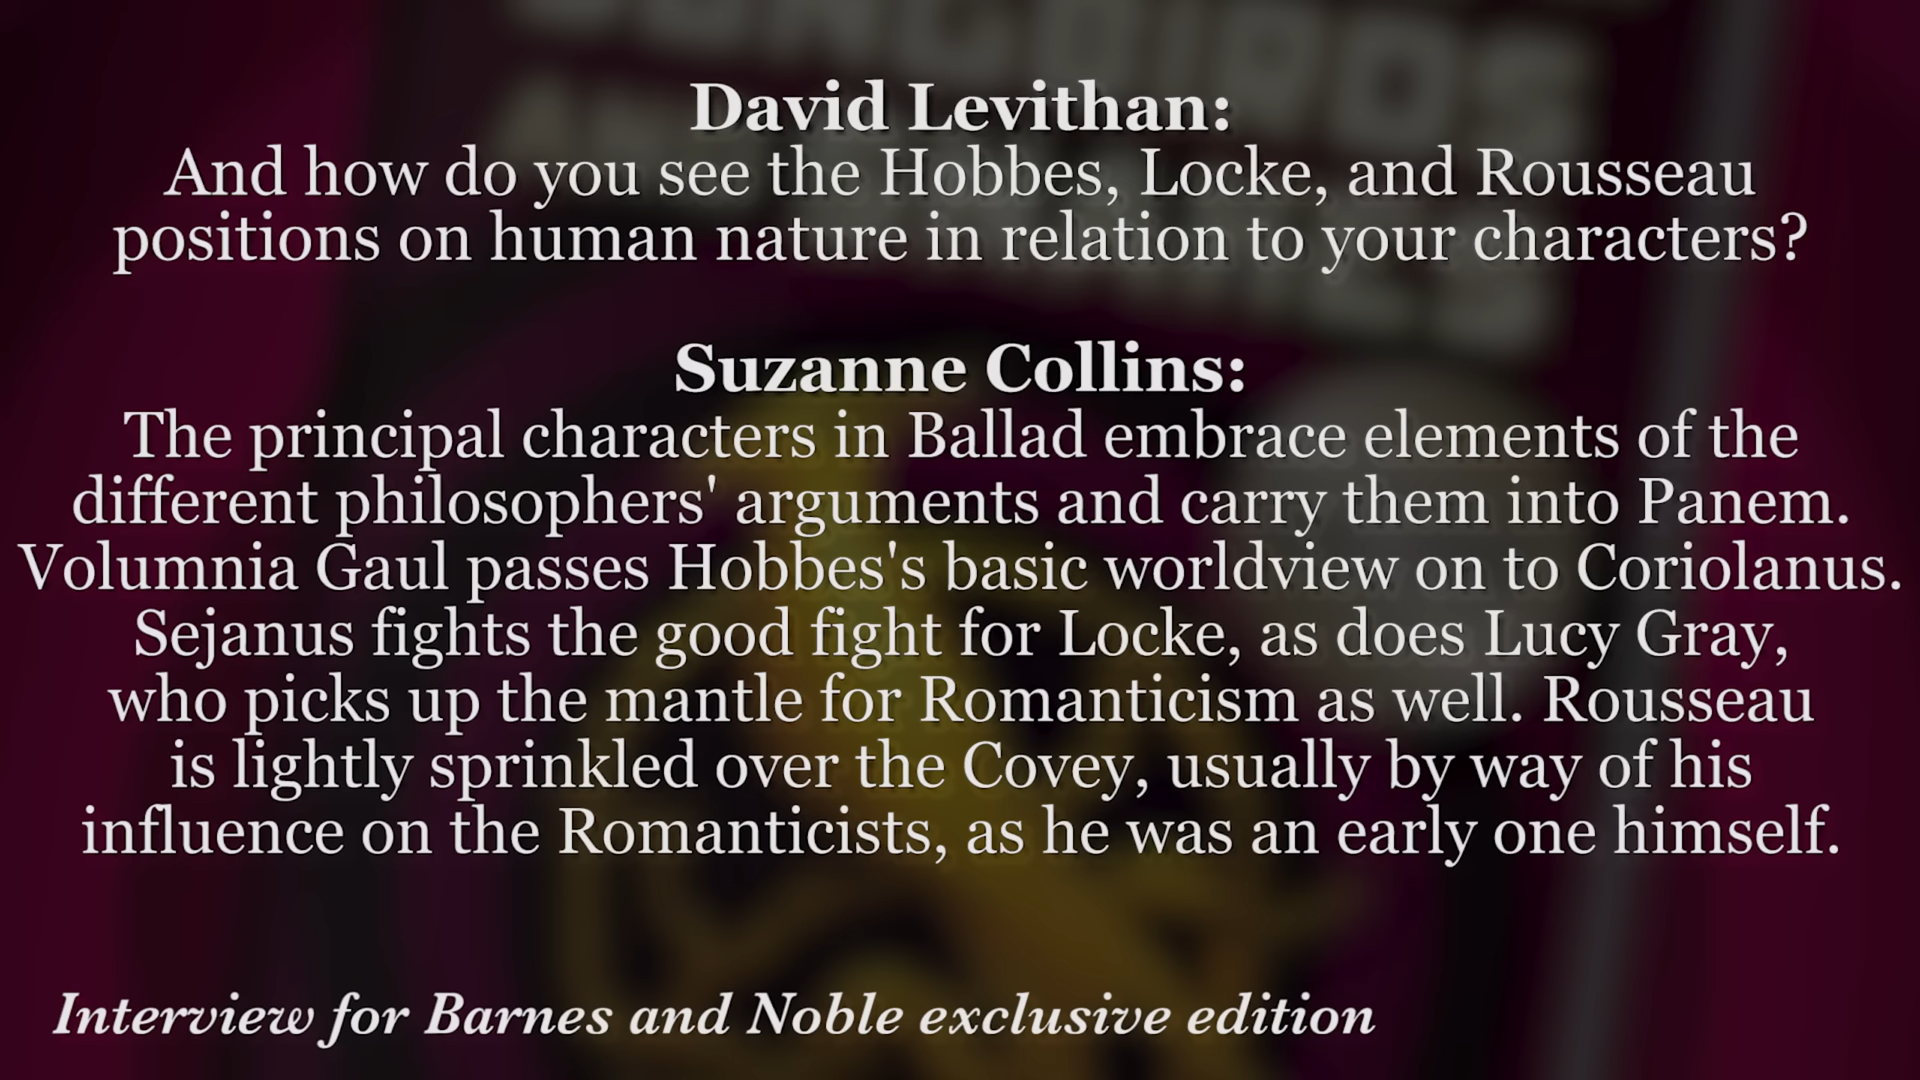 David Levithan:
And how do you see the Hobbes, Locke, and Rousseau
positions on human nature in relation to your characters?
Suzanne Collins:
The principal characters in Ballad embrace elements of the
different philosophers' arguments and carry them into Panem.
Volumnia Gaul passes Hobbes's basic worldview on to Coriolanus.
Sejanus fights the good fight for Locke, as does Lucy Gray,
who picks up the mantle for Romanticism as well. Rousseau
is lightly sprinkled over the Covey, usually by way of his
influence on the Romanticists, as he was an early one himself.
Interview for Barnes and Noble exclusive edition